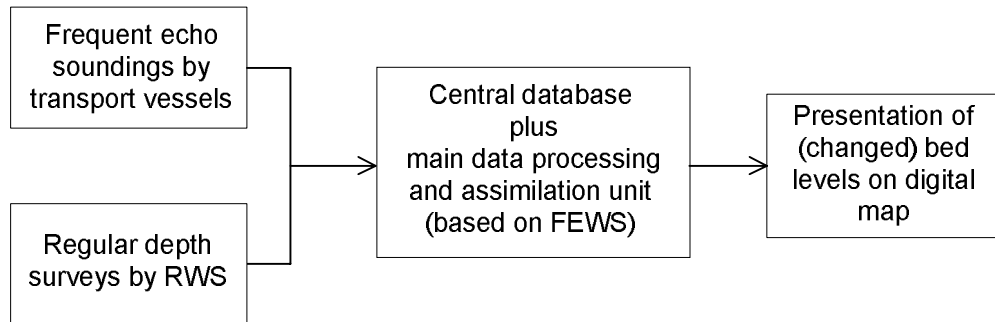 Frequent echo
soundings by
transport vessels
Regular depth
surveys by RWS
Central database
plus
main data processing
and assimilation unit
(based on FEWS)
Presentation of
(changed) bed
levels on digital
map